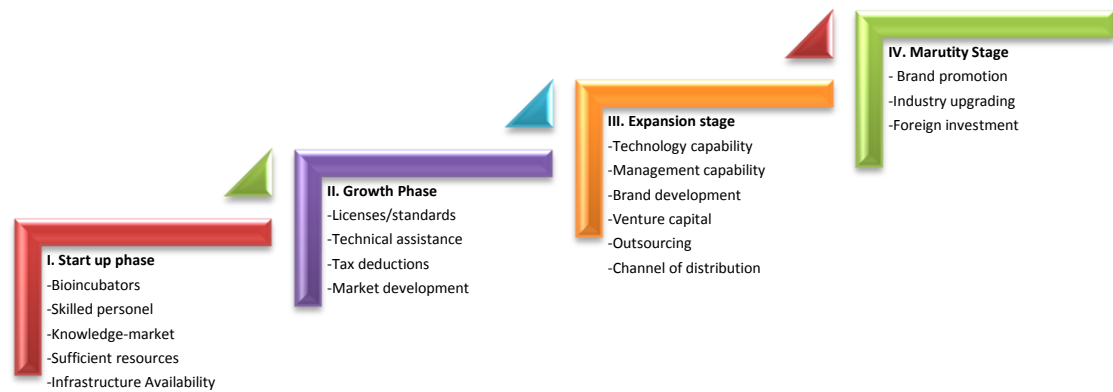 I. Start up phase
-Bioincubators
-Skilled personel
-Knowledge-market
-Sufficient resources
-Infrastructure Availability
II. Growth Phase
-Licenses/standards
-Technical assistance
-Tax deductions
-Market development
III. Expansion stage
-Technology capability
-Management capability
-Brand development
-Venture capital
-Outsourcing
-Channel of distribution
IV. Marutity Stage
- Brand promotion
-Industry upgrading
-Foreign investment